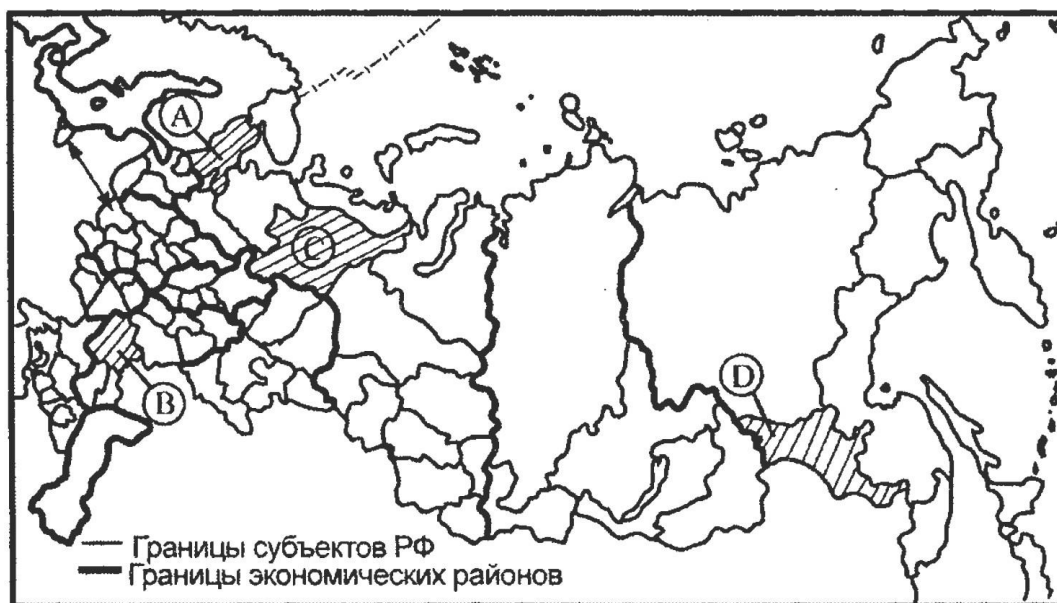 A
C
B
D
Границы субъектов РФ
Границы экономических районов